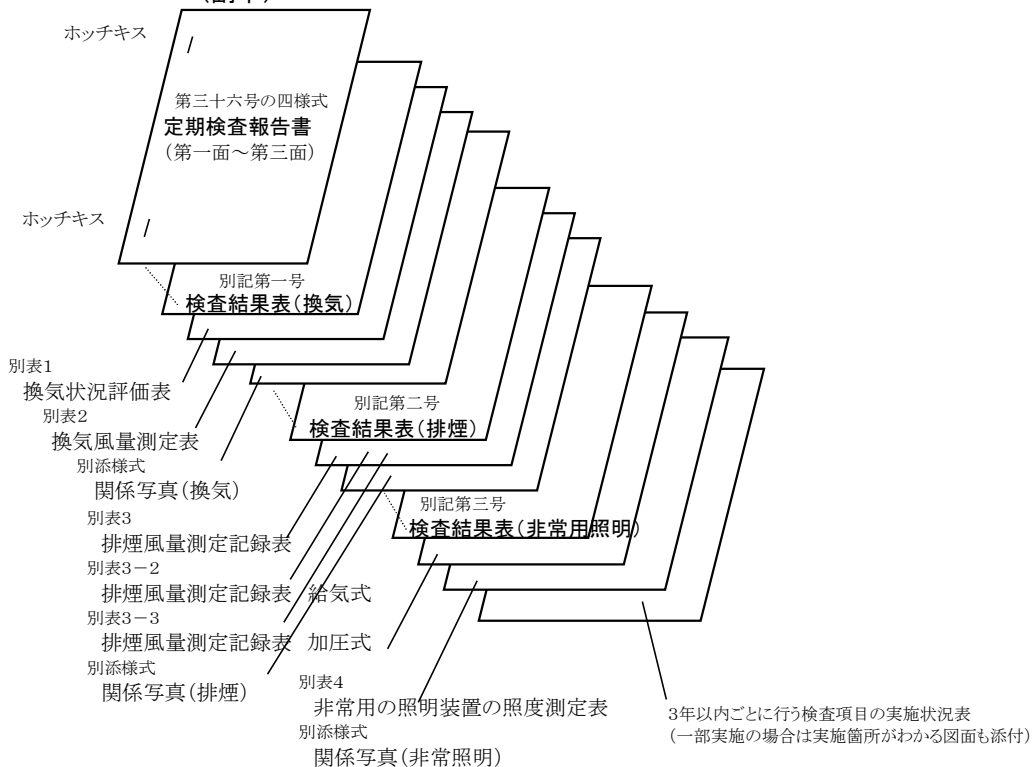 ホッチキス
第三十六号の四様式
定期検査報告書
（第一面～第三面）
ホッチキス
別記第一号
検査結果表（換気）
別表1
換気状況評価表
別表2
換気風量測定表
別添様式
関係写真（換気）
別記第二号
検査結果表（排煙）
別表3
排煙風量測定記録表
別表3－2
排煙風量測定記録表　給気式
別表3－3
排煙風量測定記録表　加圧式
別添様式
関係写真（排煙）
別記第三号
検査結果表（非常用照明）
別表4
非常用の照明装置の照度測定表
別添様式
関係写真（非常照明）
3年以内ごとに行う検査項目の実施状況表
（一部実施の場合は実施箇所がわかる図面も添付）